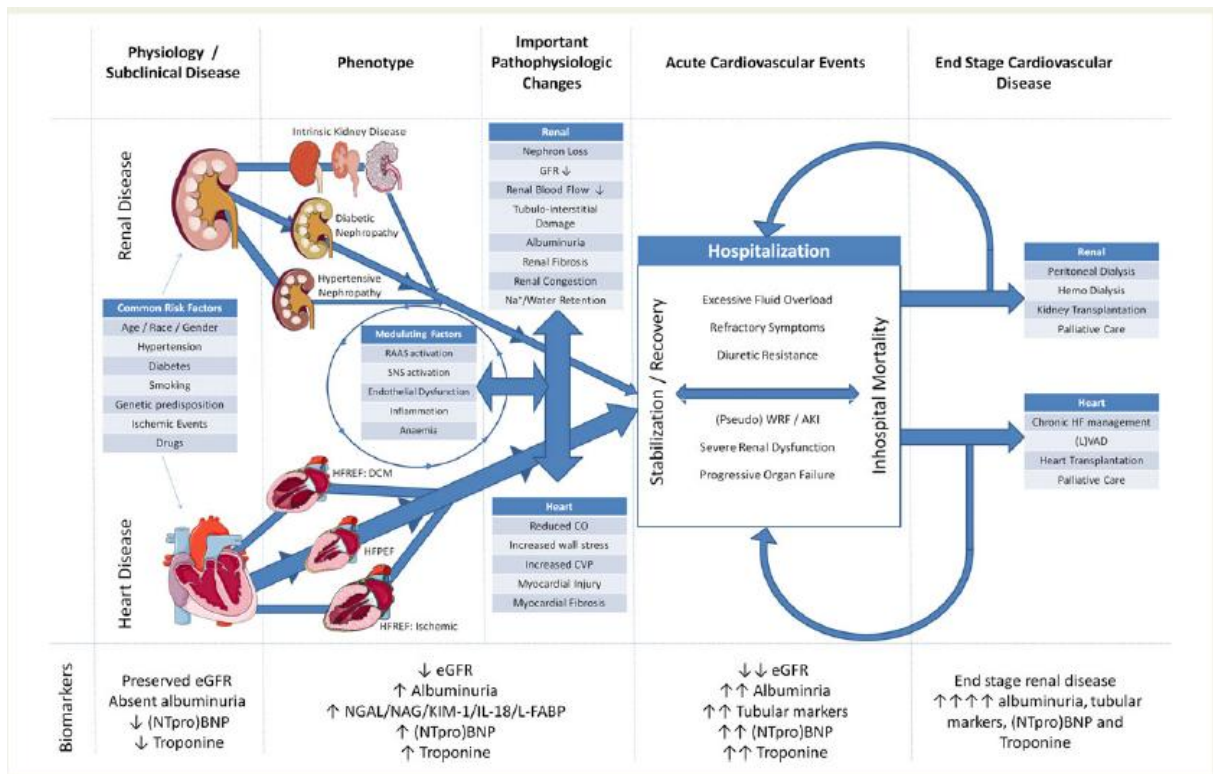 Physiology /
Subclinical Disease
Phenotype
Important
Pathophysiologic
Changes
Acute Cardiovascular Events
End Stage Cardiovascular
Disease
Renal Disease
Intrinsic Kidney Disease
Diabetic
Nephropathy
Hypertensive
Nephropathy
Common Risk Factors
Age / Race / Gender
Hypertension
Diabetes
Smoking
Genetic predisposition
Ischemic Events
Drugs
Modulating Factors
RAAS activation
SNS activation
Endothelial Dysfunction
Inflammotion
Anaemia
Renal
Nephron Loss
GFR ↓
Renal Blood Flow ↓
Tubulo-interstitial
Damage
Albuminuria
Renal Fibrosis
Renal Congestion
Na⁺/Water Retention
Heart Disease
HFREF: DCM
HFPEF
HFREF: Ischemic
Heart
Reduced CO
Increased wall stress
Increased CVP
Myocardial Injury
Myocardial Fibrosis
Hospitalization
Stabilization / Recovery
Excessive Fluid Overload
Refractory Symptoms
Diuretic Resistance
(Pseudo) WRF / AKI
Severe Renal Dysfunction
Progressive Organ Failure
Inhospital Mortality
Renal
Peritoneal Dialysis
Hemo Dialysis
Kidney Transplantation
Palliative Care
Heart
Chronic HF management
(L)VAD
Heart Transplantation
Palliative Care
Biomarkers
Preserved eGFR
Absent albuminuria
↓ (NTpro)BNP
↓ Troponine
↓ eGFR
↑ Albuminuria
↑ NGAL/NAG/KIM-1/IL-18/L-FABP
↑ (NTpro)BNP
↑ Troponine
↓↓ eGFR
↑↑ Albuminria
↑↑ Tubular markers
↑↑ (NTpro)BNP
↑↑ Troponine
End stage renal disease
↑↑↑↑ albuminuria, tubular
markers, (NTpro)BNP and
Troponine